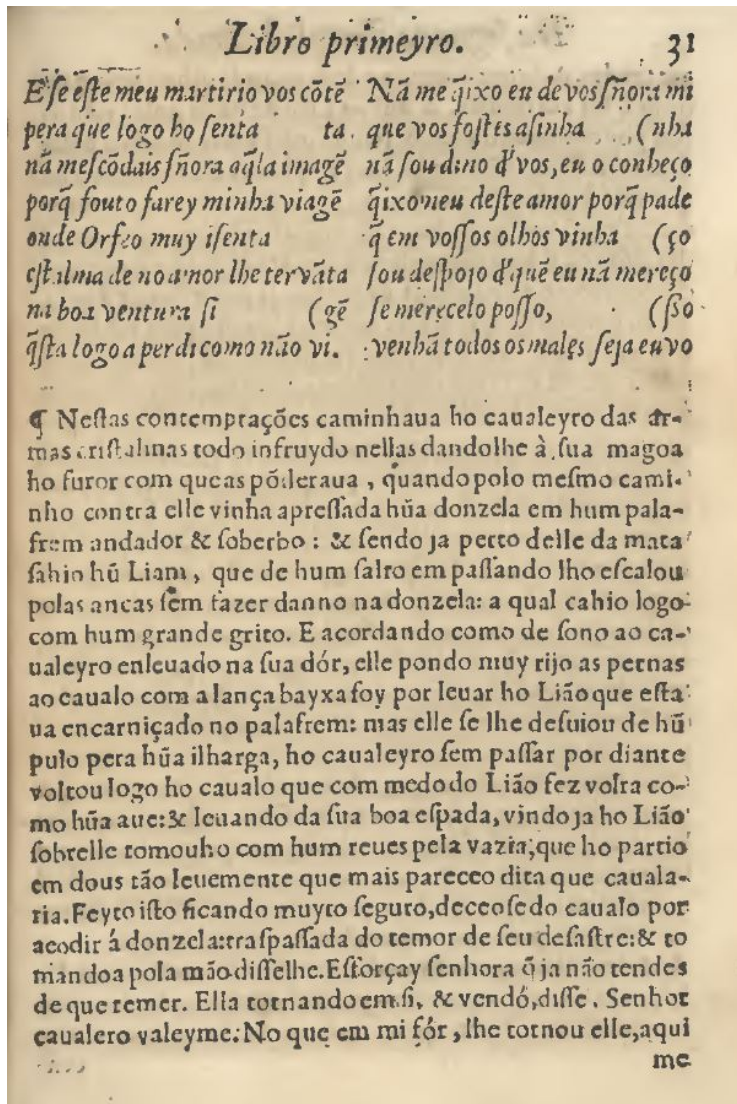 Libro primeyro. 31
E se este meu martirio vos cõtẽ
pera que logo ho senta ta.
nã mescõdais sñora aq̃la imagẽ
porq̃ fouto farey minha viagẽ
onde Orfeo muy isenta
est alma de no amor lhe ter vãta
na boa ventura si (gẽ
q̃sta logo a perdi como não vi.
Nã me q̃ixo eu de vos sñora mi
que vos fostes asinha (nha
nã sou dino d'vos, eu o conheço
q̃ixomeu deste amor porq̃ pade
q̃ em vossos olhos vinha (ço
sou despojo d'quẽ eu nã mereço
se merecelo posso, (sso
venhã todos os males seja eu vo
¶ Nestas contemprações caminhaua ho caualeyro das ar-
mas cristalinas todo infruydo nellas dandolhe à sua magoa
ho furor com que as põderaua, quando polo mesmo cami-
nho contra elle vinha apressada hũa donzela em hum pala-
frem andador & soberbo: & sendo ja perto delle da mata
sahio hũ Liam, que de hum salto em passando lho escalou
polas ancas sem fazer danno na donzela: a qual cahio logo
com hum grande grito. E acordando como de sono ao ca-
ualeyro enleuado na sua dór, elle pondo muy rijo as pernas
ao caualo com a lança bayxa foy por leuar ho Lião que esta
ua encarniçado no palafrem: mas elle se lhe desuiou de hũ
pulo pera hũa ilharga, ho caualeyro sem passar por diante
voltou logo ho caualo que com medo do Lião fez volta co-
mo hũa aue: & leuando da sua boa espada, vindo ja ho Lião
sobrelle tomouho com hum reues pela vazia, que ho partio
em dous tão leuemente que mais pareceo dita que cauala-
ria. Feyto isto ficando muyto seguro, deceose do caualo por
acodir á donzela: traspassada do temor de seu desastre: & to
mandoa pola mão disselhe. Esforçay senhora q̃ ja não tendes
de que temer. Ella tornando em si, & vendó, disse. Senhor
caualero valeyme: No que em mi fór, lhe tornou elle, aqui
me